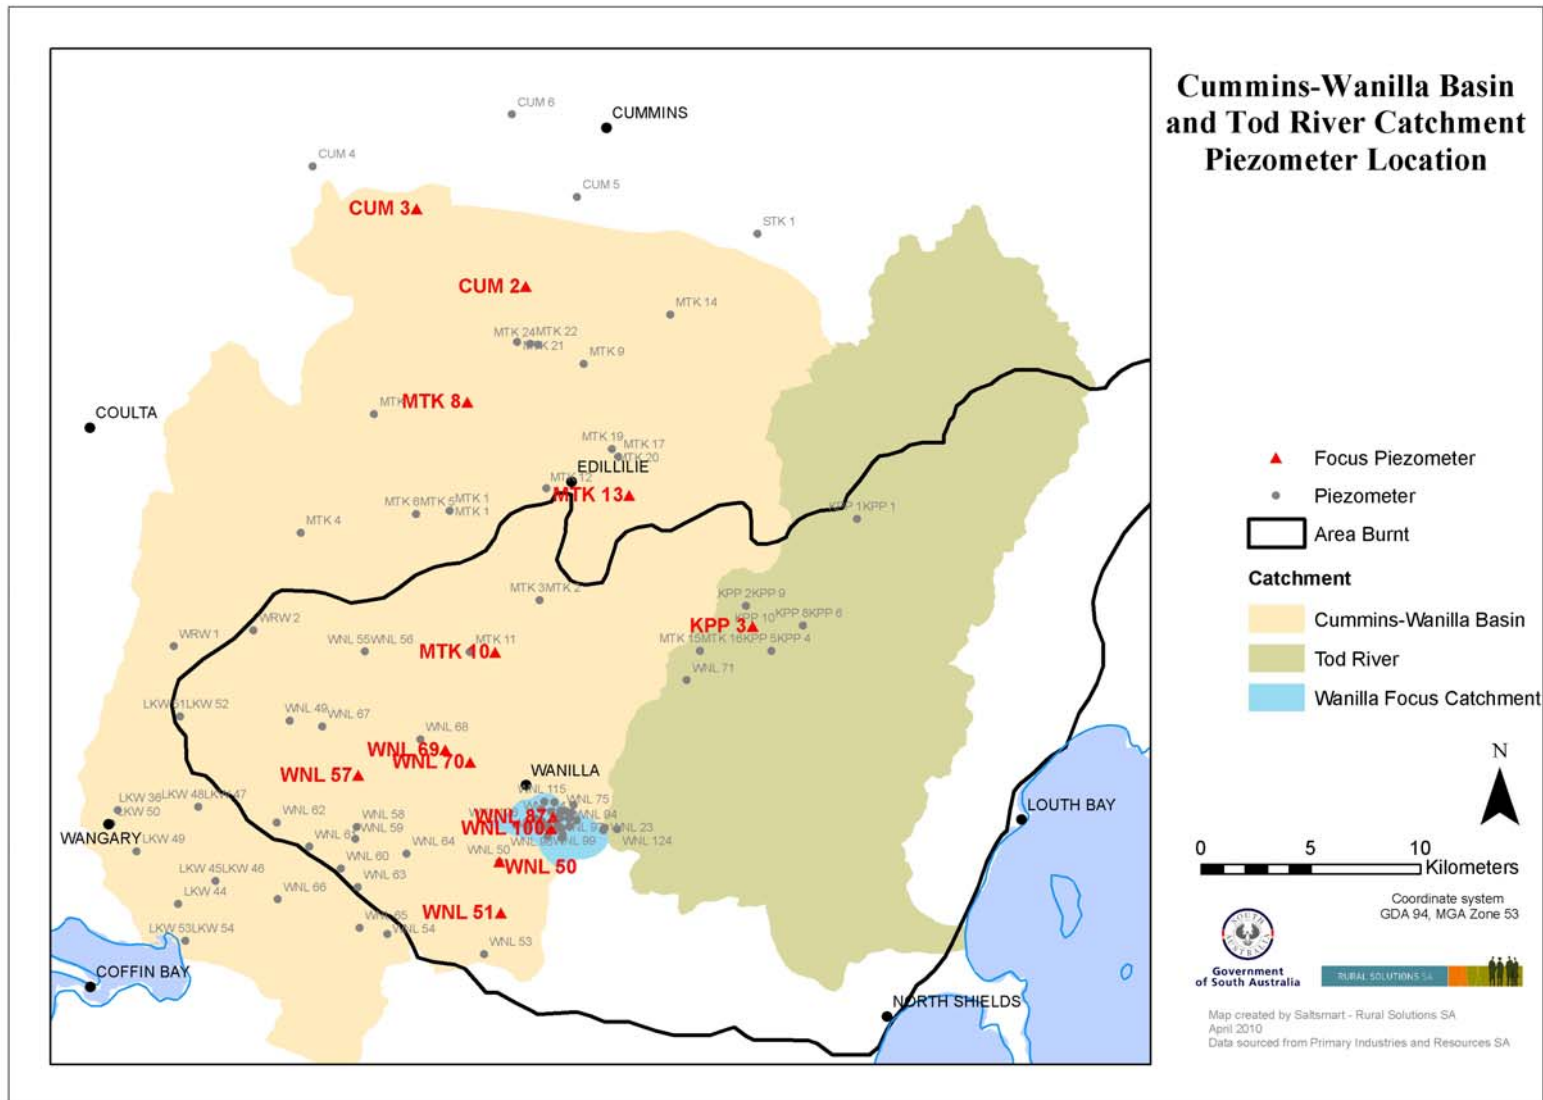 Cummins-Wanilla Basin
and Tod River Catchment
Piezometer Location
CUM 6
CUMMINS
CUM 4
CUM 5
CUM 3
STK 1
CUM 2
MTK 14
MTK 24
MTK 22
MTK 21
MTK 9
COULTA
MTK
MTK 8
MTK 19
MTK 17
MTK 20
EDILLILIE
MTK 12
MTK 13
MTK 6
MTK 5
MTK 1
MTK 1
MTK 4
KPP 1
KPP 1
MTK 3
MTK 2
KPP 2
KPP 9
KPP 10
KPP 8
KPP 6
KPP 3
WRW 2
WRW 1
WNL 55
WNL 56
MTK 10
MTK 11
MTK 15
MTK 16
KPP 5
KPP 4
WNL 71
LKW 51
LKW 52
WNL 49
WNL 67
WNL 68
WNL 69
WNL 70
WNL 57
WANILLA
WNL 115
WNL 75
LKW 36
LKW 50
LKW 48
LKW 47
WNL 62
WNL 58
WNL 59
WNL 87
WNL 94
WNL 100
WNL 23
WNL 124
WNL 99
WANGARY
LKW 49
WNL 60
WNL 64
WNL 50
WNL 50
LKW 45
LKW 46
WNL 63
LKW 44
WNL 66
WNL 51
WNL 65
WNL 54
WNL 53
LKW 53
LKW 54
COFFIN BAY
LOUTH BAY
NORTH SHIELDS
Focus Piezometer
Piezometer
Area Burnt
Catchment
Cummins-Wanilla Basin
Tod River
Wanilla Focus Catchment
N
0 5 10
Kilometers
Coordinate system
GDA 94, MGA Zone 53
SOUTH
AUSTRALIA
Government
of South Australia
RURAL SOLUTIONS SA
Map created by Saltsmart - Rural Solutions SA
April 2010
Data sourced from Primary Industries and Resources SA